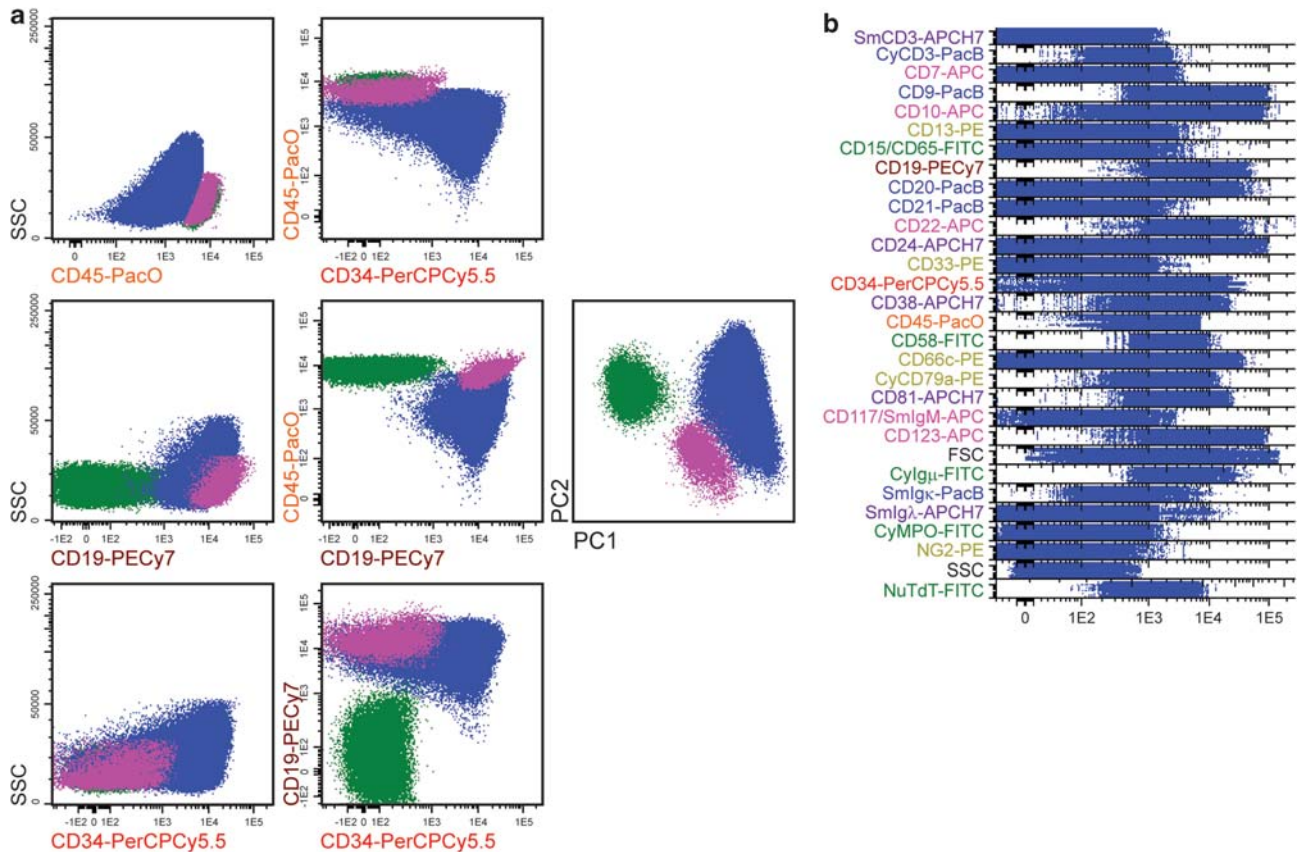 a
250000
50000
0
SSC
0 1E2 1E3 1E4 1E5
CD45-PacO
1E5
1E4
1E3
1E2
0
CD45-PacO
-1E2 0 1E3 1E4 1E5
CD34-PerCPCy5.5
250000
50000
0
SSC
-1E2 0 1E2 1E3 1E4 1E5
CD19-PECy7
1E5
1E4
1E3
1E2
0
CD45-PacO
-1E2 0 1E2 1E3 1E4 1E5
CD19-PECy7
PC2
PC1
250000
50000
0
SSC
-1E2 0 1E3 1E4 1E5
CD34-PerCPCy5.5
1E5
1E4
1E3
1E2
0
-1E2
CD19-PECy7
-1E2 0 1E3 1E4 1E5
CD34-PerCPCy5.5
b
SmCD3-APCH7
CyCD3-PacB
CD7-APC
CD9-PacB
CD10-APC
CD13-PE
CD15/CD65-FITC
CD19-PECy7
CD20-PacB
CD21-PacB
CD22-APC
CD24-APCH7
CD33-PE
CD34-PerCPCy5.5
CD38-APCH7
CD45-PacO
CD58-FITC
CD66c-PE
CyCD79a-PE
CD81-APCH7
CD117/SmIgM-APC
CD123-APC
FSC
CyIgμ-FITC
SmIgκ-PacB
SmIgλ-APCH7
CyMPO-FITC
NG2-PE
SSC
NuTdT-FITC
0 1E2 1E3 1E4 1E5